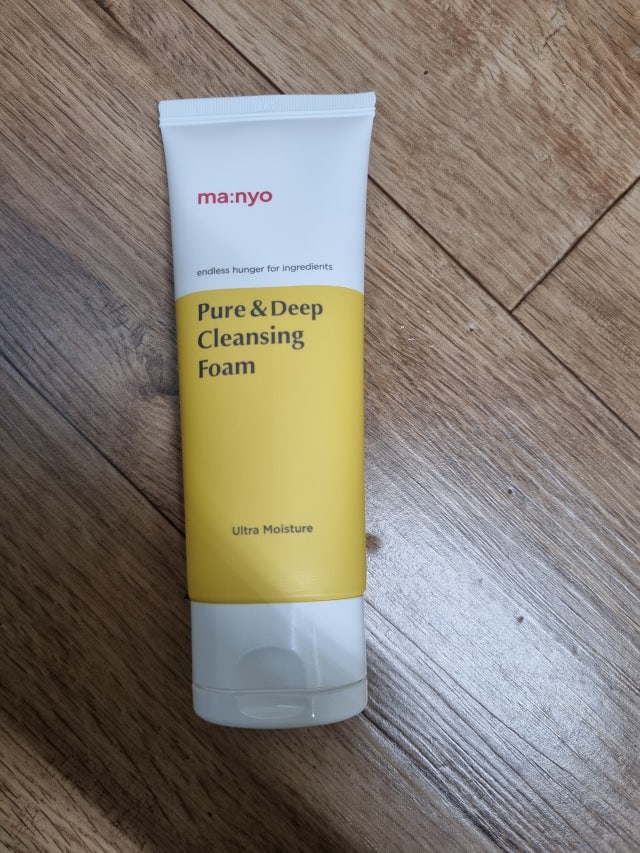 ma:nyo
endless hunger for ingredients
Pure & Deep
Cleansing
Foam
Ultra Moisture